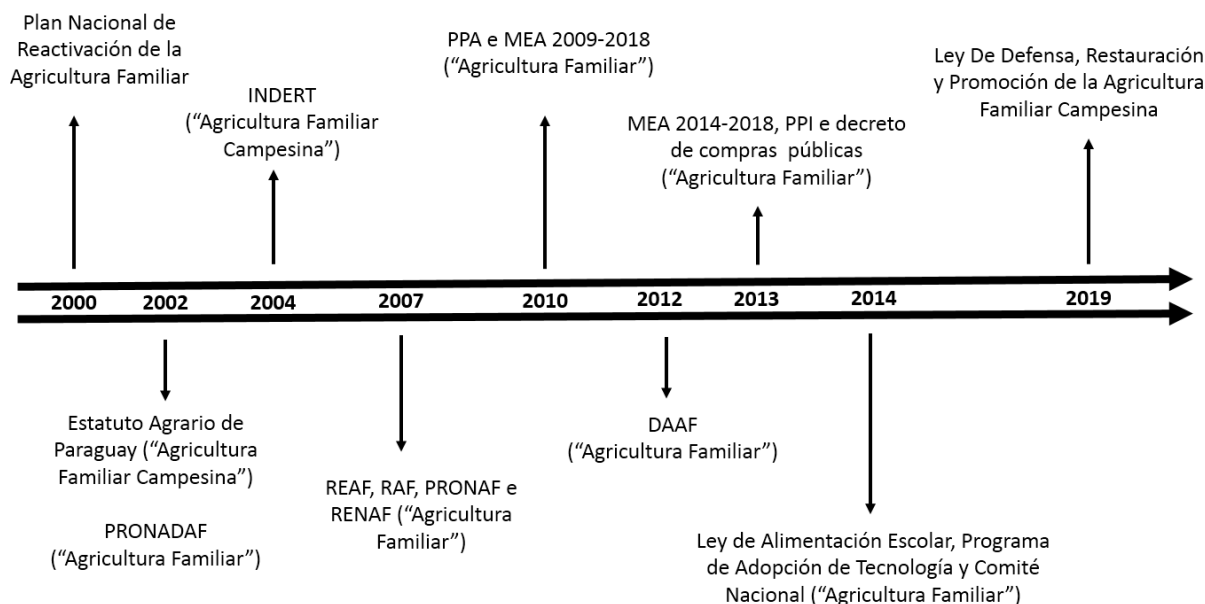 Plan Nacional de
Reactivación de la
Agricultura Familiar
INDERT
(“Agricultura Familiar
Campesina”)
PPA e MEA 2009-2018
(“Agricultura Familiar”)
MEA 2014-2018, PPI e decreto
de compras públicas
(“Agricultura Familiar”)
Ley De Defensa, Restauración
y Promoción de la Agricultura
Familiar Campesina
2000 2002 2004 2007 2010 2012 2013 2014 2019
Estatuto Agrario de
Paraguay (“Agricultura
Familiar Campesina”)
PRONADAF
(“Agricultura Familiar”)
REAF, RAF, PRONAF e
RENAF (“Agricultura
Familiar”)
DAAF
(“Agricultura Familiar”)
Ley de Alimentación Escolar, Programa
de Adopción de Tecnología y Comité
Nacional (“Agricultura Familiar”)